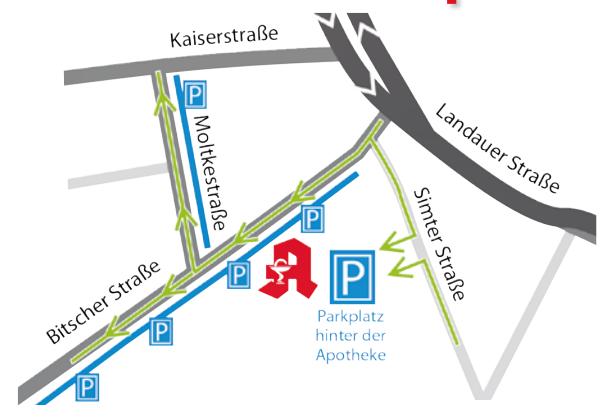 Kaiserstraße
P
Moltkestraße
Landauer Straße
Simter Straße
P
P
P
Bitscher Straße
Parkplatz
hinter der
Apotheke
P
P